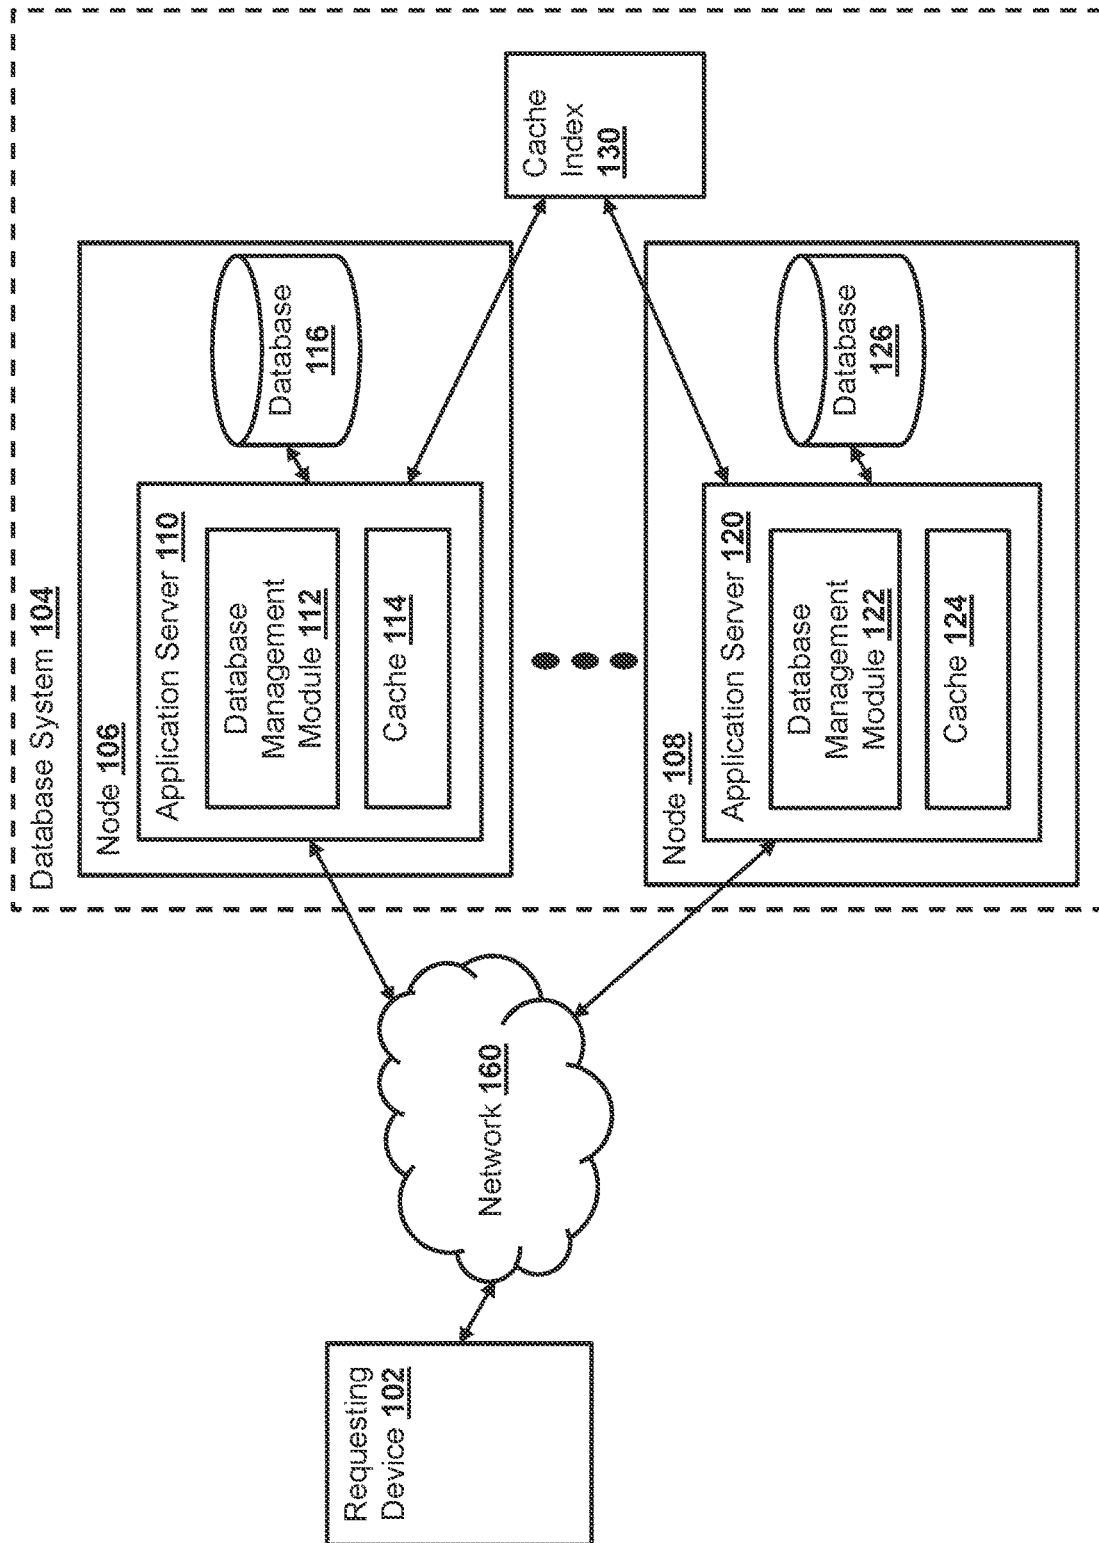 Database System 104
Node 106
Application Server 110
Database
Management
Module 112
Cache 114
Database
116
Cache
Index
130
Node 108
Application Server 120
Database
Management
Module 122
Cache 124
Database
126
Network 160
Requesting
Device 102